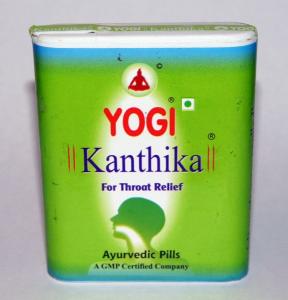 ©
YOGI®
||Kanthika||®
For Throat Relief
Ayurvedic Pills
A GMP Certified Company